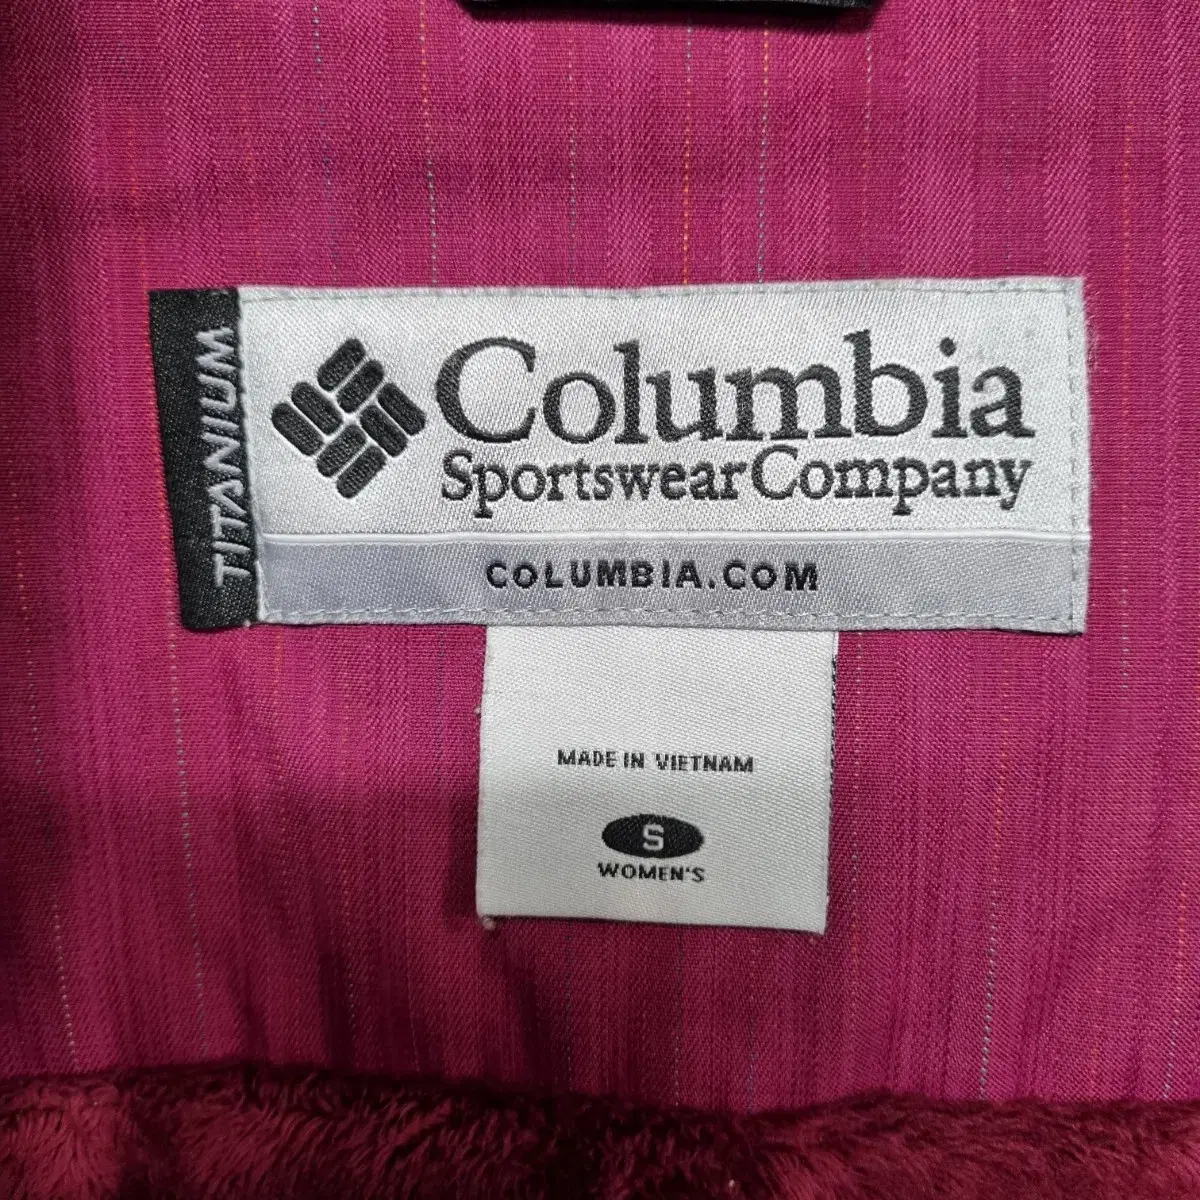 TITANIUM
Columbia
Sportswear Company
COLUMBIA.COM
MADE IN VIETNAM
S
WOMEN'S